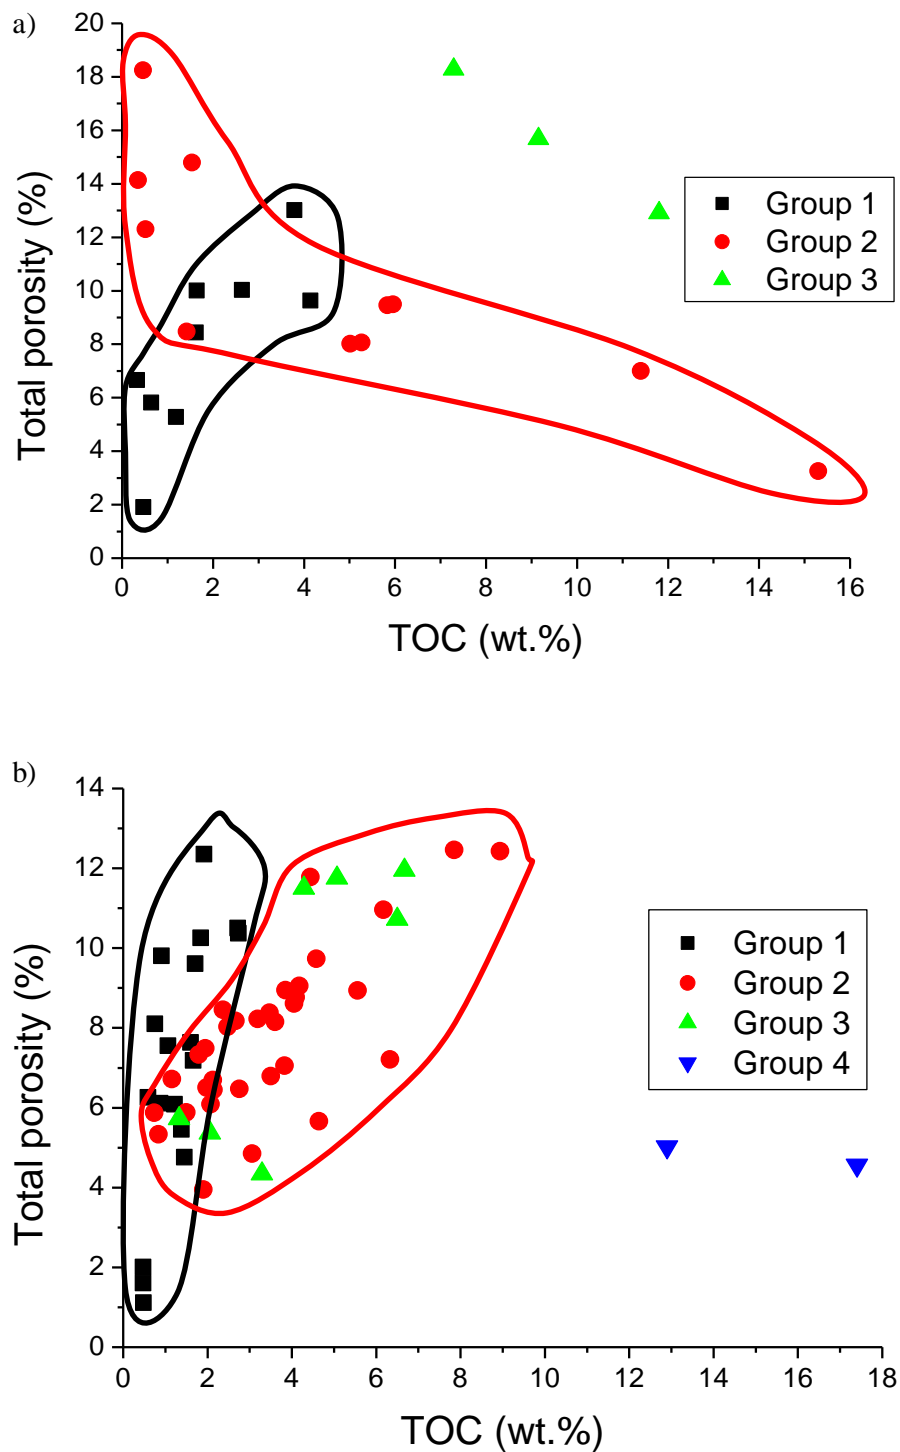 a)
20
18
16
14
12
10
8
6
4
2
0
Total porosity (%)
0 2 4 6 8 10 12 14 16
TOC (wt.%)
Group 1
Group 2
Group 3
b)
14
12
10
8
6
4
2
0
Total porosity (%)
0 2 4 6 8 10 12 14 16 18
TOC (wt.%)
Group 1
Group 2
Group 3
Group 4